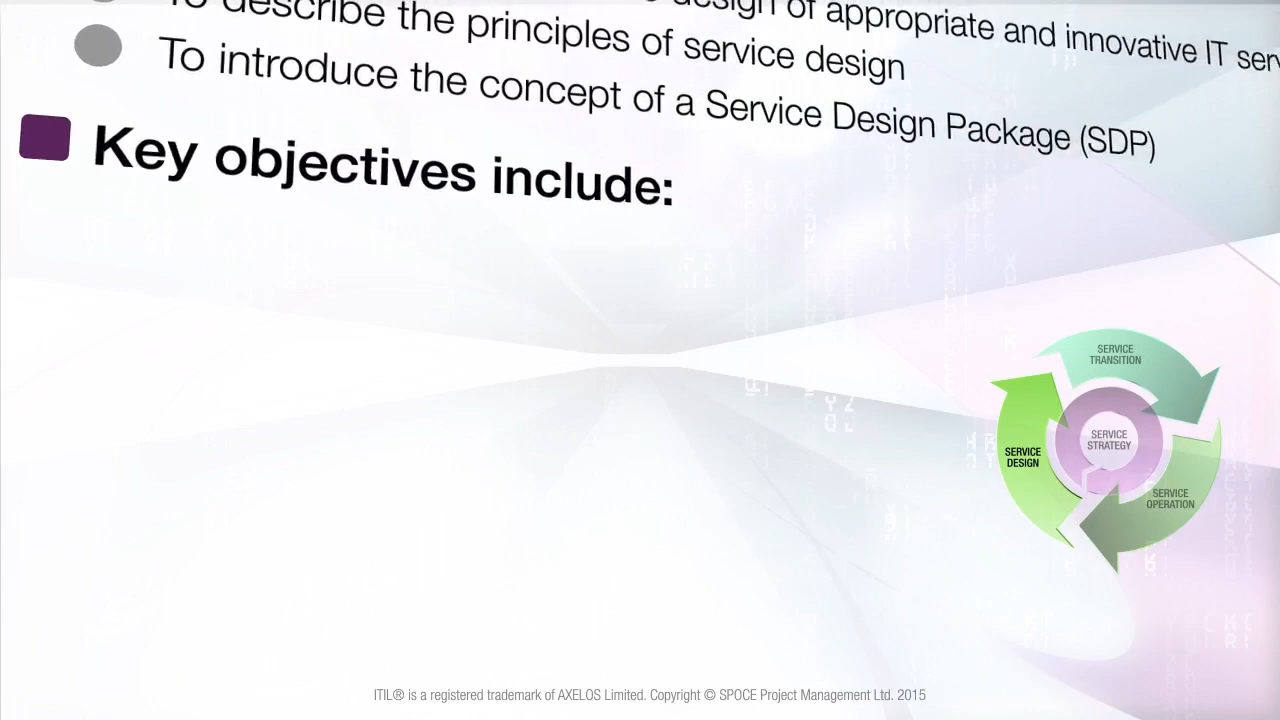 design of appropriate and innovative IT
To describe the principles of service design
To introduce the concept of a Service Design Package (SDP)
Key objectives include:
SERVICE
TRANSITION
SERVICE
STRATEGY
SERVICE
DESIGN
SERVICE
OPERATION
ITIL® is a registered trademark of AXELOS Limited. Copyright © SPOCE Project Management Ltd. 2015